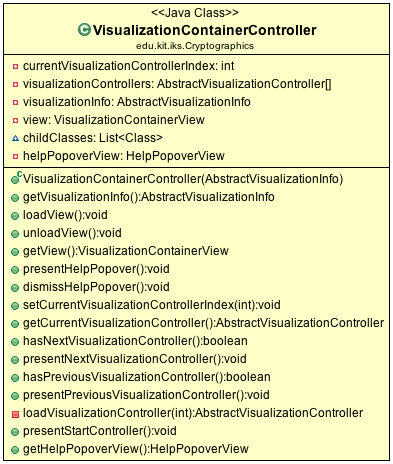 <<Java Class>>
VisualizationContainerController
edu.kit.iks.Cryptographics
currentVisualizationControllerIndex: int
visualizationControllers: AbstractVisualizationController[]
visualizationInfo: AbstractVisualizationInfo
view: VisualizationContainerView
childClasses: List<Class>
helpPopoverView: HelpPopoverView
VisualizationContainerController(AbstractVisualizationInfo)
getVisualizationInfo():AbstractVisualizationInfo
loadView():void
unloadView():void
getView():VisualizationContainerView
presentHelpPopover():void
dismissHelpPopover():void
setCurrentVisualizationControllerIndex(int):void
getCurrentVisualizationController():AbstractVisualizationController
hasNextVisualizationController():boolean
presentNextVisualizationController():void
hasPreviousVisualizationController():boolean
presentPreviousVisualizationController():void
loadVisualizationController(int):AbstractVisualizationController
presentStartController():void
getHelpPopoverView():HelpPopoverView